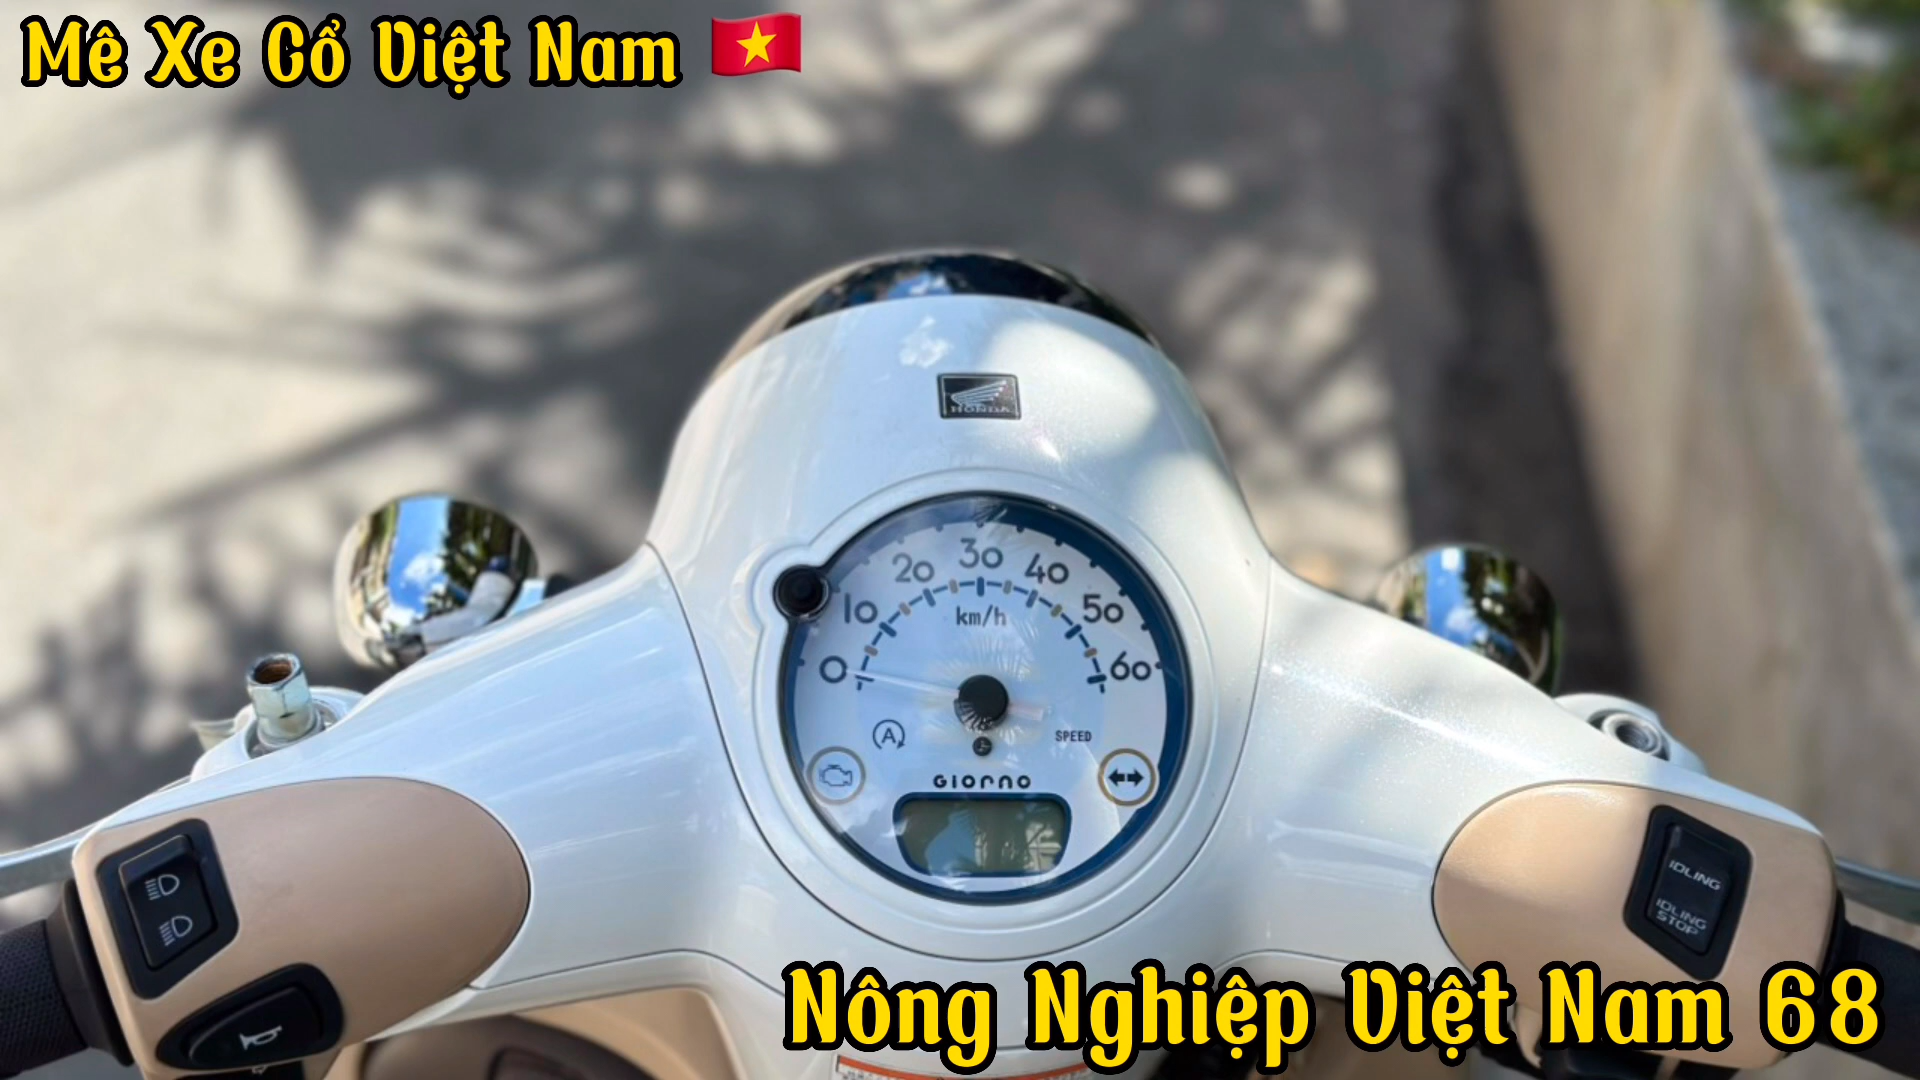 Mê Xe Cổ Việt Nam 🇻🇳
HONDA
0 10 20 30 40 50 60
km/h
A
SPEED
GIORNO
IDLING
IDLING
STOP
Nông Nghiệp Việt Nam 68